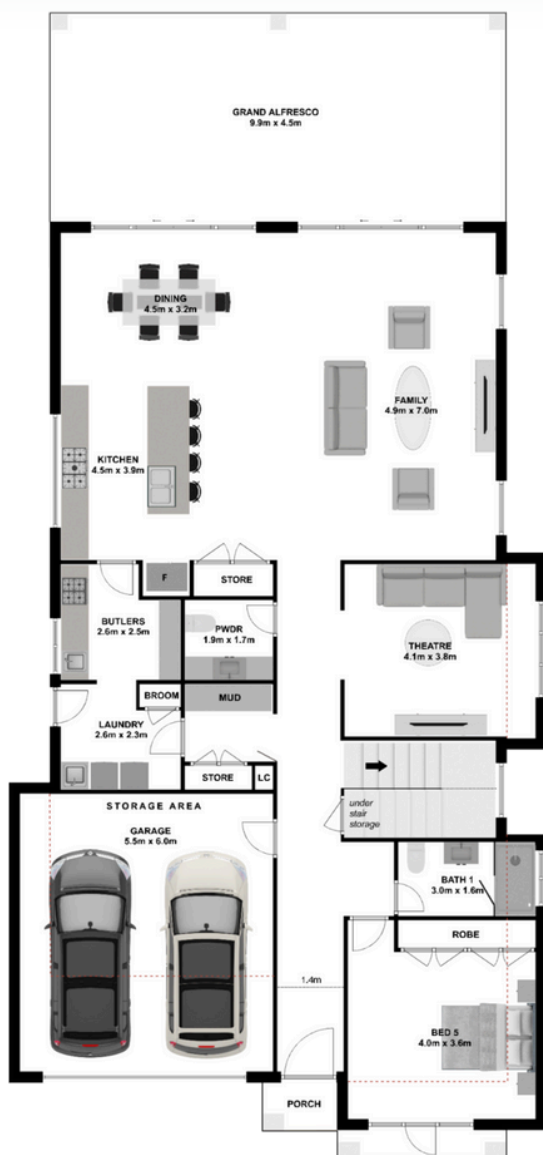 GRAND ALFRESCO
9.9m x 4.5m
DINING
4.5m x 3.2m
FAMILY
4.9m x 7.0m
KITCHEN
4.5m x 3.9m
F
STORE
BUTLERS
2.6m x 2.5m
PWDR
1.9m x 1.7m
THEATRE
4.1m x 3.8m
BROOM
MUD
LAUNDRY
2.6m x 2.3m
STORE
LC
STORAGE AREA
under
stair
storage
GARAGE
5.5m x 6.0m
BATH 1
3.0m x 1.6m
ROBE
1.4m
BED 5
4.0m x 3.6m
PORCH